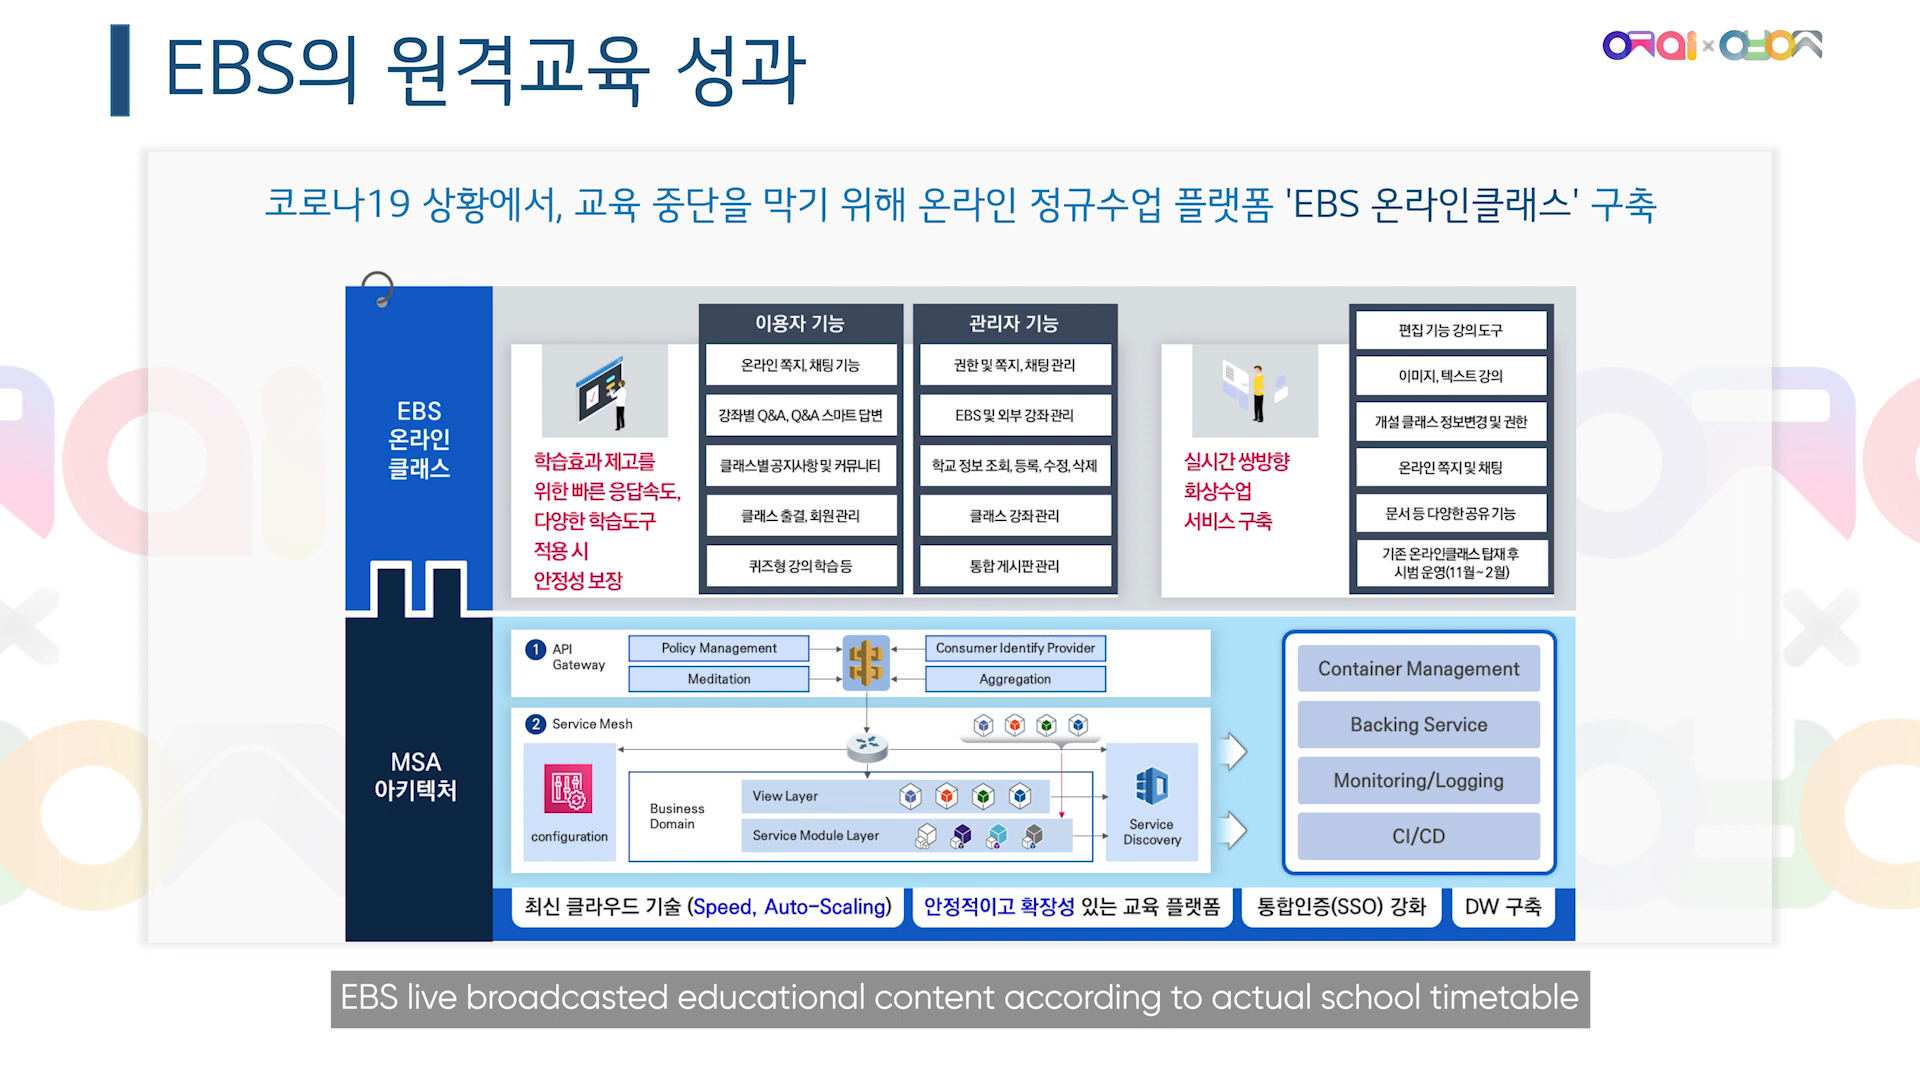 EBS의 원격교육 성과
코로나19 상황에서, 교육 중단을 막기 위해 온라인 정규수업 플랫폼 'EBS 온라인클래스' 구축
EBS
온라인
클래스
학습효과 제고를
위한 빠른 응답속도,
다양한 학습도구
적용 시
안정성 보장
이용자 기능
온라인 쪽지, 채팅 기능
강좌별 Q&A, Q&A 스마트 답변
클래스별 공지사항 및 커뮤니티
클래스 출결, 회원관리
퀴즈형 강의 학습 등
관리자 기능
권한 및 쪽지, 채팅 관리
EBS 및 외부 강좌 관리
학교 정보 조회, 등록, 수정, 삭제
클래스 강좌 관리
통합 게시판 관리
실시간 쌍방향
화상수업
서비스 구축
편집 기능 강의 도구
이미지, 텍스트 강의
개설 클래스 정보변경 및 권한
온라인 쪽지 및 채팅
문서 등 다양한 공유 기능
기존 온라인클래스 탑재 후
시범 운영(11월~2월)
MSA
아키텍처
1 API
Gateway
Policy Management
Meditation
Consumer Identify Provider
Aggregation
2 Service Mesh
configuration
Business
Domain
View Layer
Service Module Layer
Service
Discovery
Container Management
Backing Service
Monitoring/Logging
CI/CD
최신 클라우드 기술 (Speed, Auto-Scaling)
안정적이고 확장성 있는 교육 플랫폼
통합인증(SSO) 강화
DW 구축
EBS live broadcasted educational content according to actual school timetable